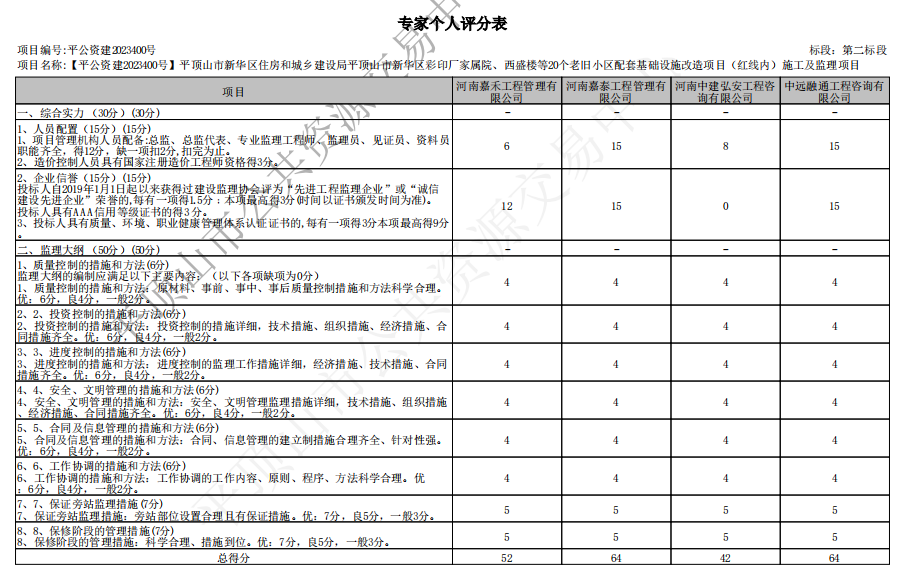 专家个人评分表
项目编号:平公资建2023400号 标段: 第二标段
项目名称:【平公资建2023400号】平顶山市新华区住房和城乡建设局平顶山市新华区彩印厂家属院、西盛楼等20个老旧小区配套基础设施改造项目（红线内）施工及监理项目
项目 河南嘉禾工程管理有限公司 河南嘉泰工程管理有限公司 河南中建弘安工程咨询有限公司 中远融通工程咨询有限公司
一、综合实力（30分）(30分) - - - -
1、人员配置（15分）(15分)
1、项目管理机构人员配备:总监、总监代表、专业监理工程师、监理员、见证员、资料员
职能齐全，得12分，缺一项扣2分,扣完为止。
2、造价控制人员具有国家注册造价工程师资格得3分。
6 15 8 15
2、企业信誉（15分）(15分)
投标人自2019年1月1日起以来获得过建设监理协会评为“先进工程监理企业”或“诚信
建设先进企业”荣誉的,每有一项得1.5分：本项最高得3分(时间以证书颁发时间为准)。
投标人具有AAA信用等级证书的得3分。
3、投标人具有质量、环境、职业健康管理体系认证证书的,每有一项得3分本项最高得9分
。
12 15 0 15
二、监理大纲（50分）(50分) - - - -
1、质量控制的措施和方法(6分)
监理大纲的编制应满足以下主要内容：（以下各项缺项为0分）
1、质量控制的措施和方法: 原材料、事前、事中、事后质量控制措施和方法科学合理。
优: 6分，良4分，一般2分。
4 4 4 4
2、2、投资控制的措施和方法(6分)
2、投资控制的措施和方法: 投资控制的措施详细，技术措施、组织措施、经济措施、合
同措施齐全。优: 6分，良4分，一般2分。
4 4 4 4
3、3、进度控制的措施和方法(6分)
3、进度控制的措施和方法: 进度控制的监理工作措施详细，经济措施、技术措施、合同
措施齐全。优: 6分，良4分，一般2分。
4 4 4 4
4、4、安全、文明管理的措施和方法(6分)
4、安全、文明管理的措施和方法: 安全、文明管理监理措施详细，技术措施、组织措施
、经济措施、合同措施齐全。优: 6分，良4分，一般2分。
4 4 4 4
5、5、合同及信息管理的措施和方法(6分)
5、合同及信息管理的措施和方法: 合同、信息管理的建立制措施合理齐全、针对性强。
优: 6分，良4分，一般2分。
4 4 4 4
6、6、工作协调的措施和方法(6分)
6、工作协调的措施和方法: 工作协调的工作内容、原则、程序、方法科学合理。优
: 6分，良4分，一般2分。
4 4 4 4
7、7、保证旁站监理措施(7分)
7、保证旁站监理措施: 旁站部位设置合理且有保证措施。优: 7分，良5分，一般3分。
5 5 5 5
8、8、保修阶段的管理措施(7分)
8、保修阶段的管理措施: 科学合理、措施到位。优: 7分，良5分，一般3分。
5 5 5 5
总得分 52 64 42 64
平顶山市公共资源交易中
平顶山市公共资源交易中